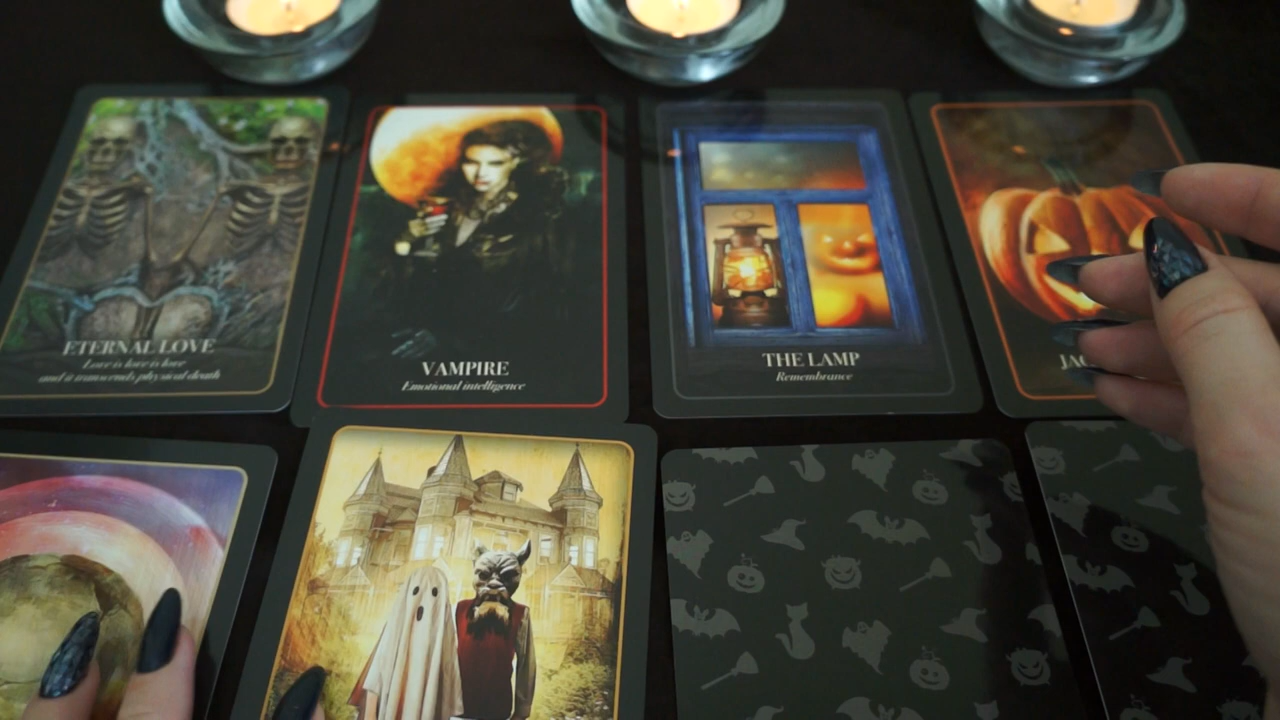 ETERNAL LOVE
Love is love is love
and it transcends physical death
VAMPIRE
Emotional intelligence
THE LAMP
Remembrance